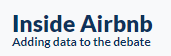 Inside Airbnb
Adding data to the debate